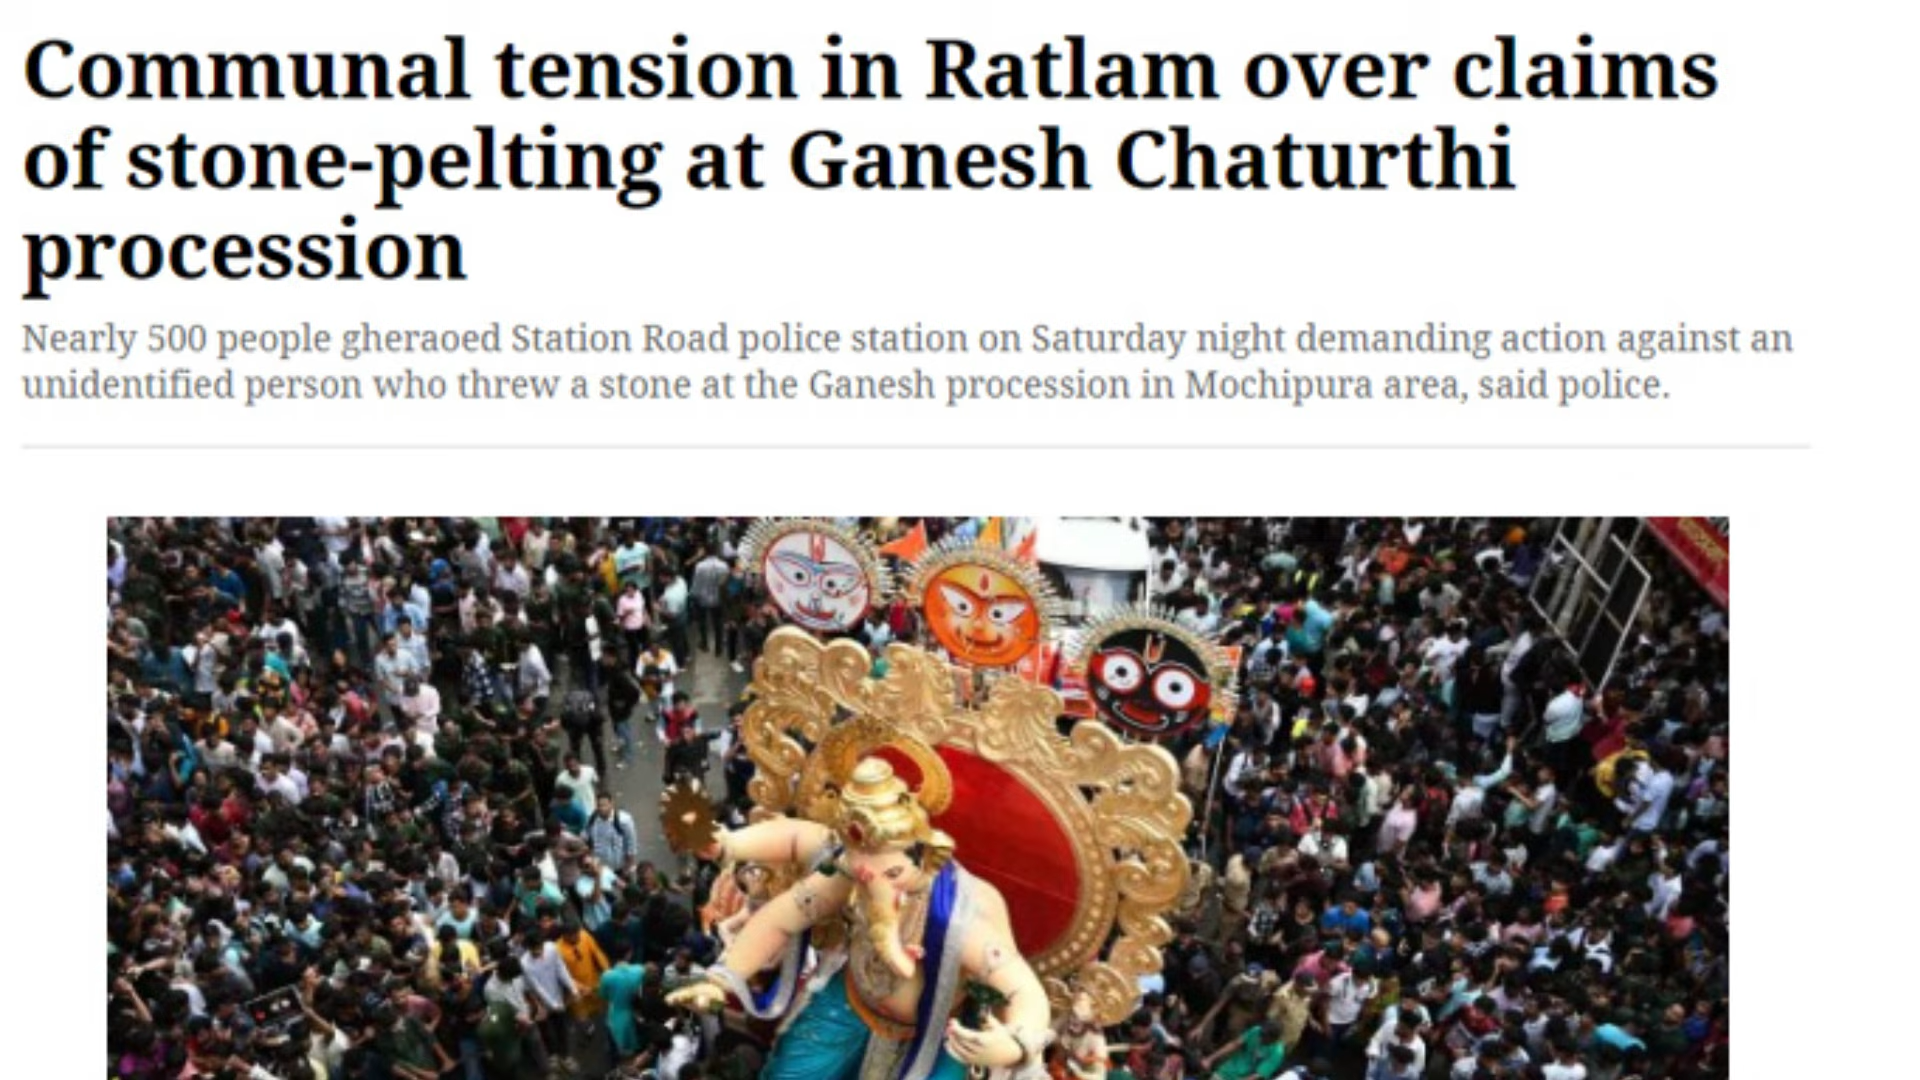 Communal tension in Ratlam over claims
of stone-pelting at Ganesh Chaturthi
procession
Nearly 500 people gheraoed Station Road police station on Saturday night demanding action against an
unidentified person who threw a stone at the Ganesh procession in Mochipura area, said police.